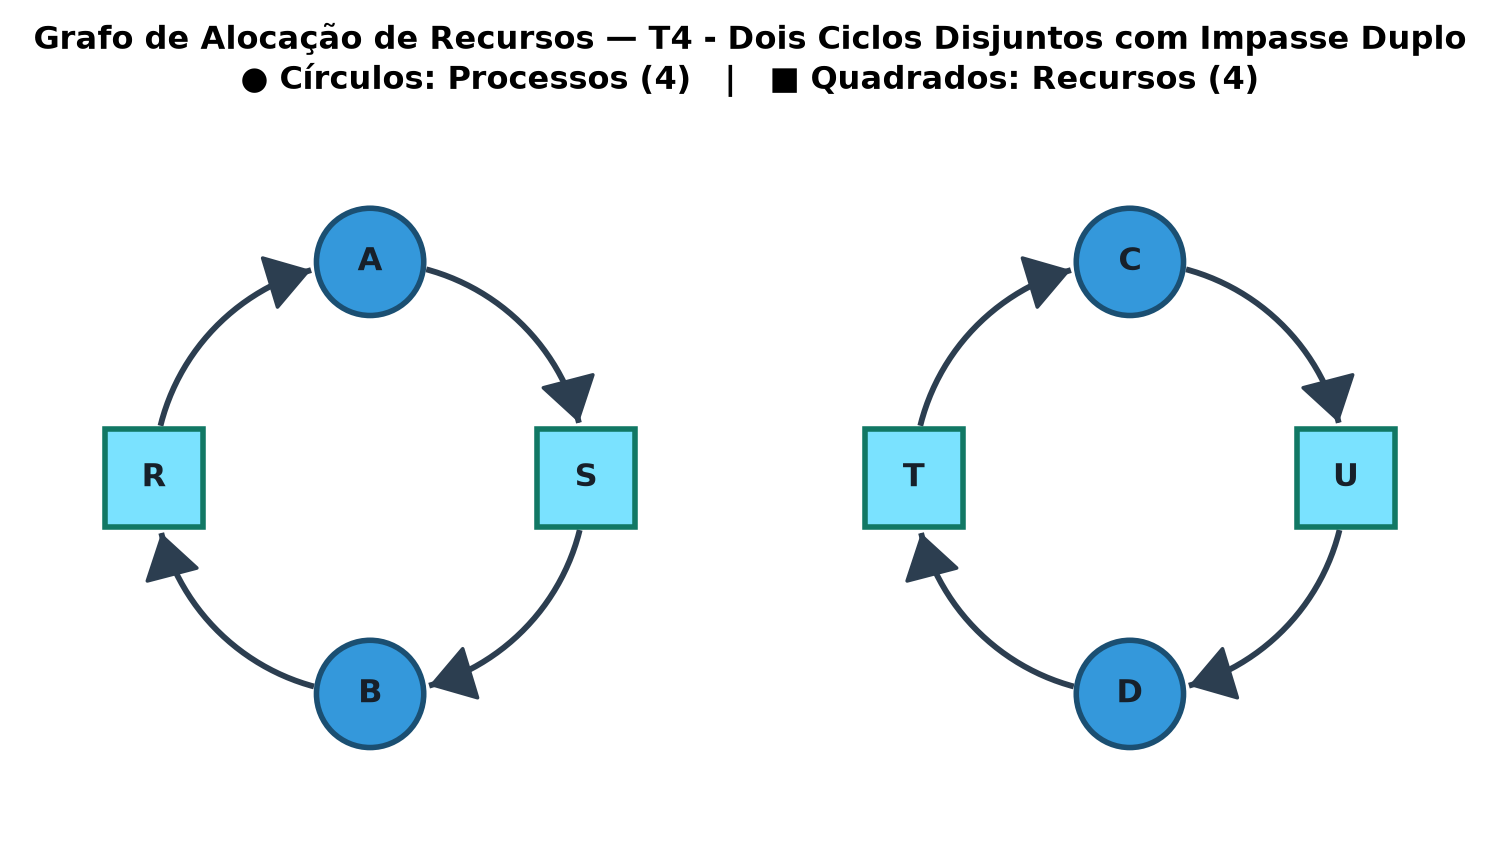 Grafo de Alocação de Recursos — T4 - Dois Ciclos Disjuntos com Impasse Duplo
● Círculos: Processos (4) | ■ Quadrados: Recursos (4)
A
C
R
S
T
U
B
D